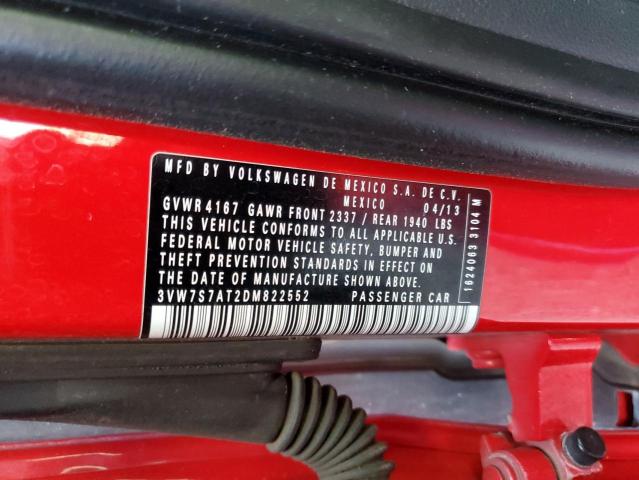 MFD BY VOLKSWAGEN DE MEXICO S.A. DE C.V.
MEXICO 04/13
GVWR 4167 GAWR FRONT 2337 / REAR 1940 LBS
THIS VEHICLE CONFORMS TO ALL APPLICABLE U.S.
FEDERAL MOTOR VEHICLE SAFETY, BUMPER AND
THEFT PREVENTION STANDARDS IN EFFECT ON
THE DATE OF MANUFACTURE SHOWN ABOVE.
3VW7S7AT2DM822552 PASSENGER CAR
1624063 3104 M